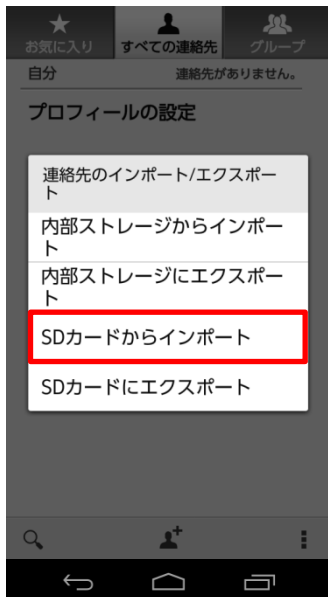 お気に入り
すべての連絡先
グループ
自分
連絡先がありません。
プロフィールの設定
連絡先のインポート/エクスポー
ト
内部ストレージからインポー
ト
内部ストレージにエクスポー
ト
SDカードからインポート
SDカードにエクスポート